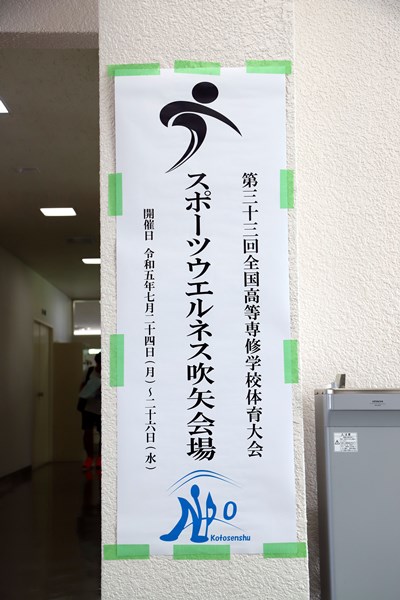 第三十三回全国高等専修学校体育大会
スポーツウエルネス吹矢会場
開催日 令和五年七月二十四日(月)～二十六日(水)
Kotosenshu